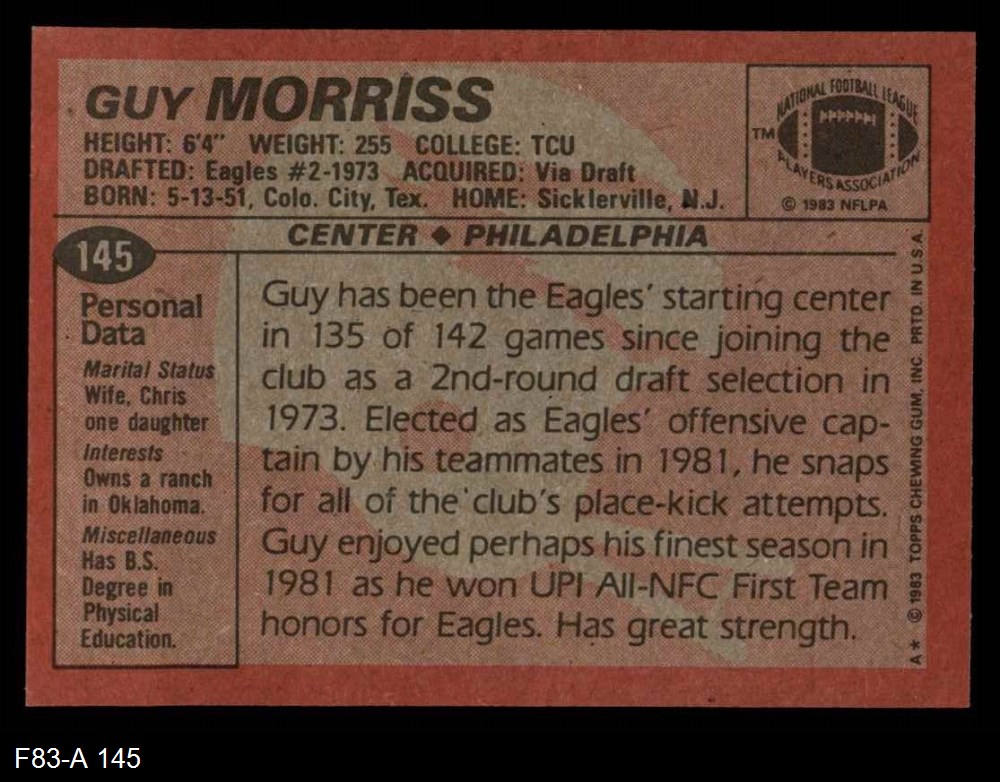 GUY MORRISS
HEIGHT: 6'4" WEIGHT: 255 COLLEGE: TCU
DRAFTED: Eagles #2-1973 ACQUIRED: Via Draft
BORN: 5-13-51, Colo. City, Tex. HOME: Sicklerville, N.J.
NATIONAL FOOTBALL LEAGUE
TM
PLAYERS ASSOCIATION
© 1983 NFLPA
CENTER ◆ PHILADELPHIA
145
Personal
Data
Marital Status
Wife, Chris
one daughter
Interests
Owns a ranch
in Oklahoma.
Miscellaneous
Has B.S.
Degree in
Physical
Education.
Guy has been the Eagles' starting center
in 135 of 142 games since joining the
club as a 2nd-round draft selection in
1973. Elected as Eagles' offensive cap-
tain by his teammates in 1981, he snaps
for all of the club's place-kick attempts.
Guy enjoyed perhaps his finest season in
1981 as he won UPI All-NFC First Team
honors for Eagles. Has great strength.
A* © 1983 TOPPS CHEWING GUM, INC PRTD. IN U.S.A.
F83-A 145